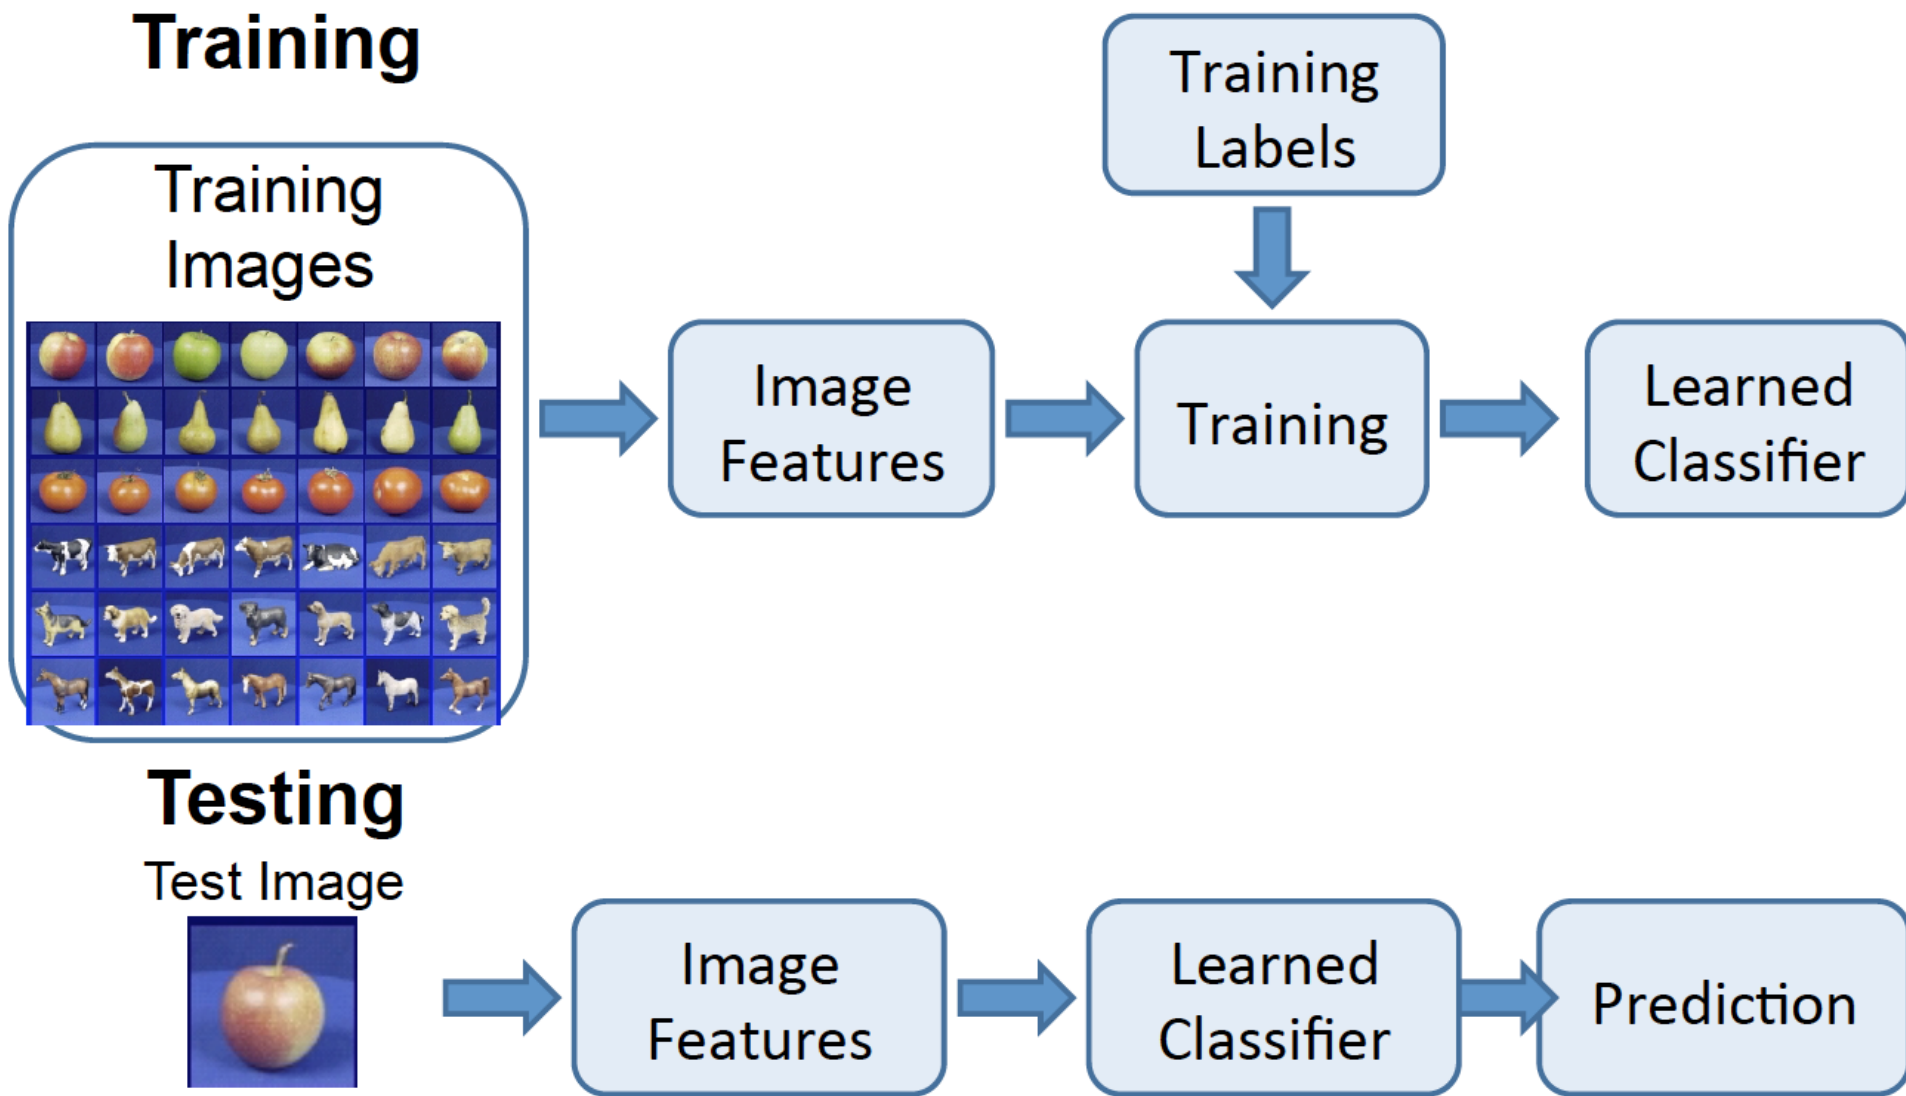 Training
Training
Labels
Training
Images
Image
Features
Training
Learned
Classifier
Testing
Test Image
Image
Features
Learned
Classifier
Prediction